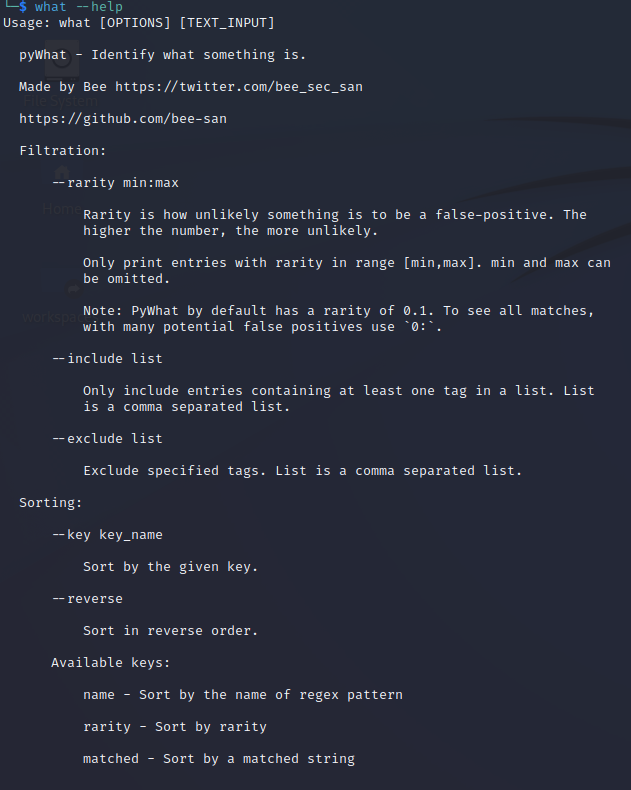 └─$ what --help
Usage: what [OPTIONS] [TEXT_INPUT]
pyWhat - Identify what something is.
Made by Bee https://twitter.com/bee_sec_san
File System
https://github.com/bee-san
Filtration:
--rarity min:max
Home
Rarity is how unlikely something is to be a false-positive. The
higher the number, the more unlikely.
Only print entries with rarity in range [min,max]. min and max can
be omitted.
Note: PyWhat by default has a rarity of 0.1. To see all matches,
with many potential false positives use `0:`.
--include list
Only include entries containing at least one tag in a list. List
is a comma separated list.
--exclude list
Exclude specified tags. List is a comma separated list.
Sorting:
--key key_name
Sort by the given key.
--reverse
Sort in reverse order.
Available keys:
name - Sort by the name of regex pattern
rarity - Sort by rarity
matched - Sort by a matched string